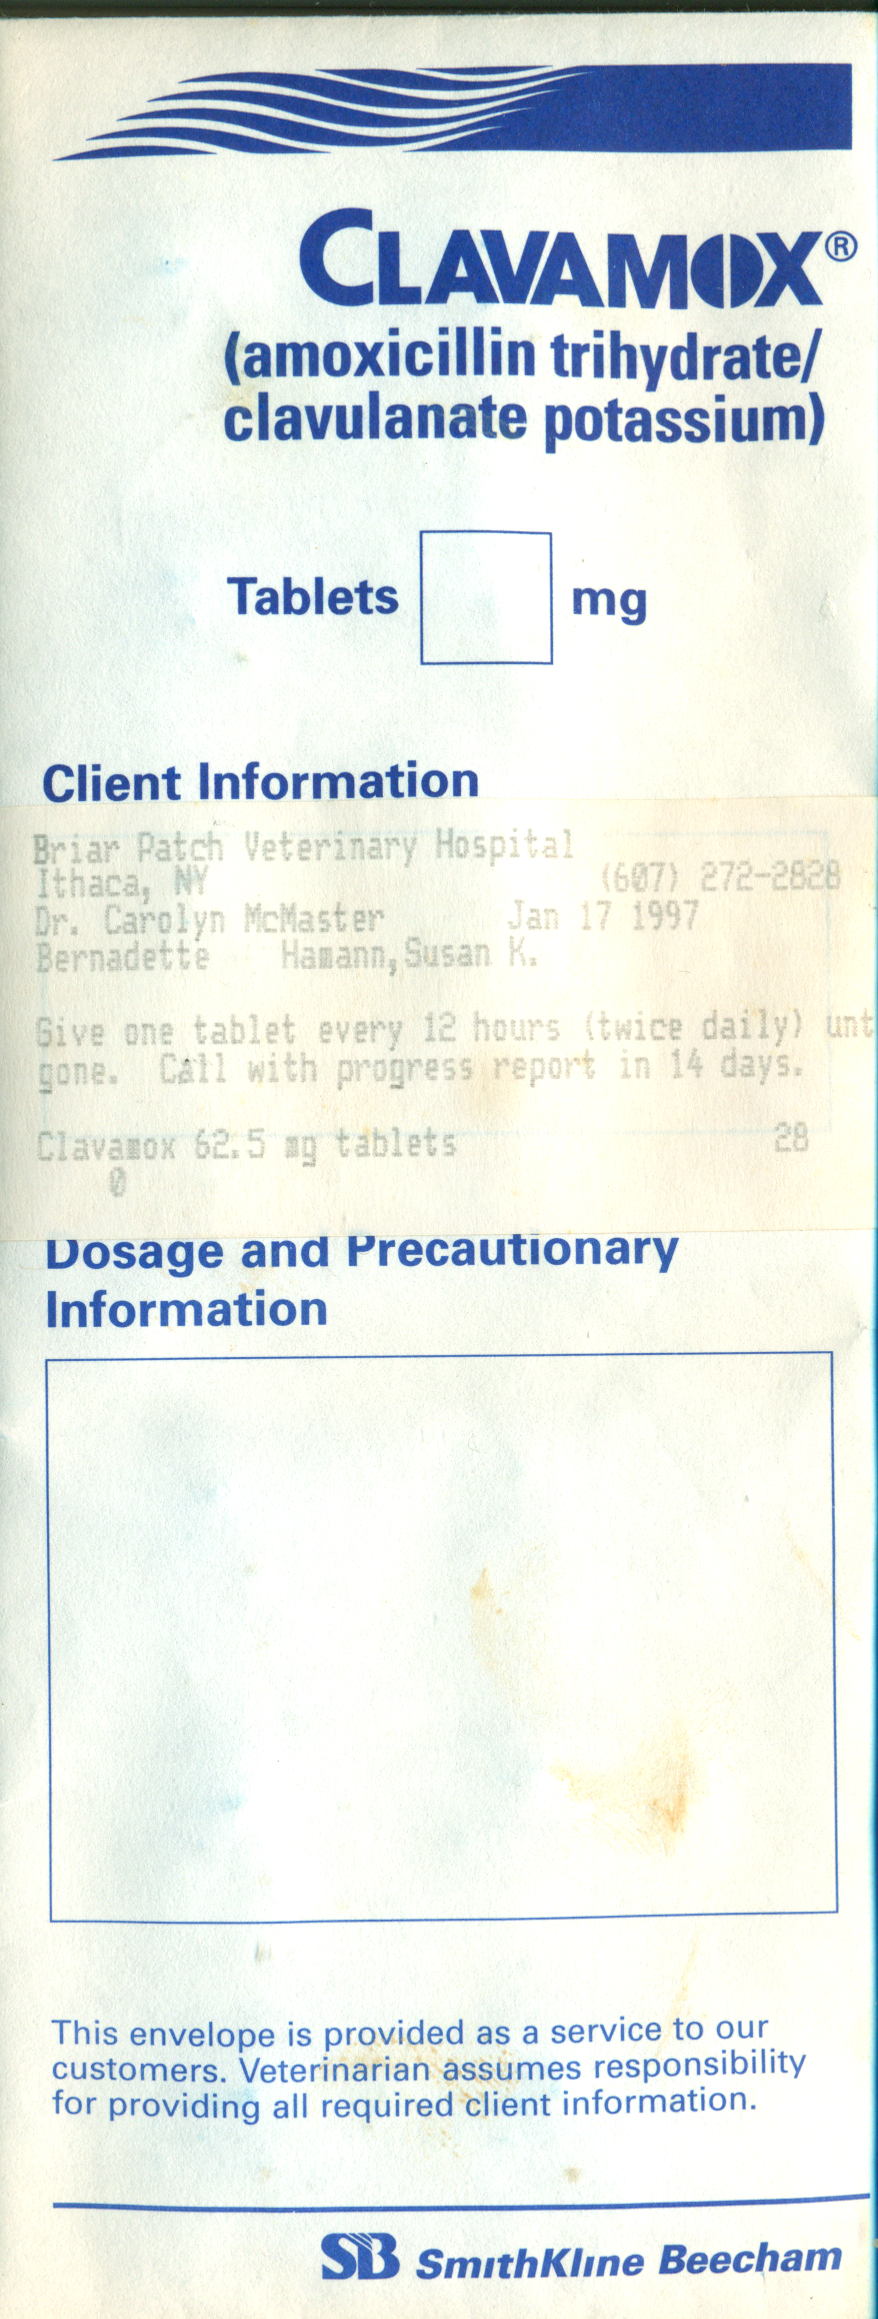 CLAVAMOX®
(amoxicillin trihydrate/
clavulanate potassium)
Tablets mg
Client Information
Briar Patch Veterinary Hospital
Ithaca, NY (607) 272-2828
Dr. Carolyn McMaster Jan 17 1997
Bernadette Hamann,Susan K.
Give one tablet every 12 hours (twice daily) unt
gone. Call with progress report in 14 days.
Clavamox 62.5 mg tablets 28
0
Dosage and Precautionary
Information
This envelope is provided as a service to our
customers. Veterinarian assumes responsibility
for providing all required client information.
SB SmithKline Beecham